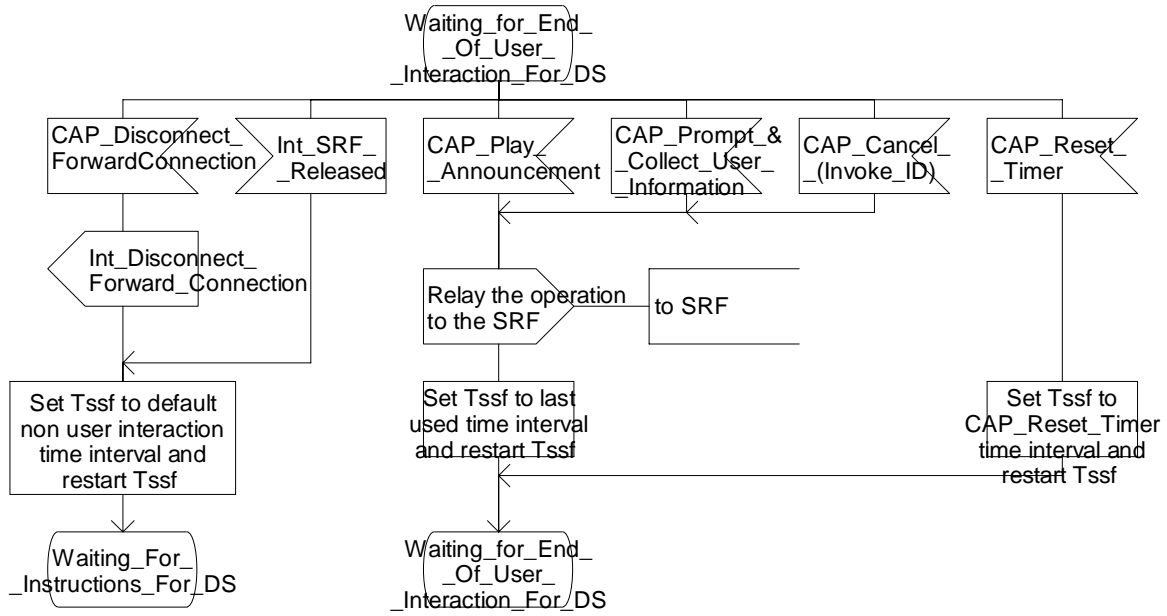 Waiting_for_End_
_Of_User_
_Interaction_For_DS
CAP_Disconnect_
ForwardConnection
Int_SRF_
_Released
CAP_Play_
_Announcement
CAP_Prompt_&
_Collect_User_
_Information
CAP_Cancel_
_(Invoke_ID)
CAP_Reset_
_Timer
Int_Disconnect_
Forward_Connection
Relay the operation
to the SRF
to SRF
Set Tssf to default
non user interaction
time interval and
restart Tssf
Set Tssf to last
used time interval
and restart Tssf
Set Tssf to
CAP_Reset_Timer
time interval and
restart Tssf
Waiting_For_
_Instructions_For_DS
Waiting_for_End_
_Of_User_
_Interaction_For_DS